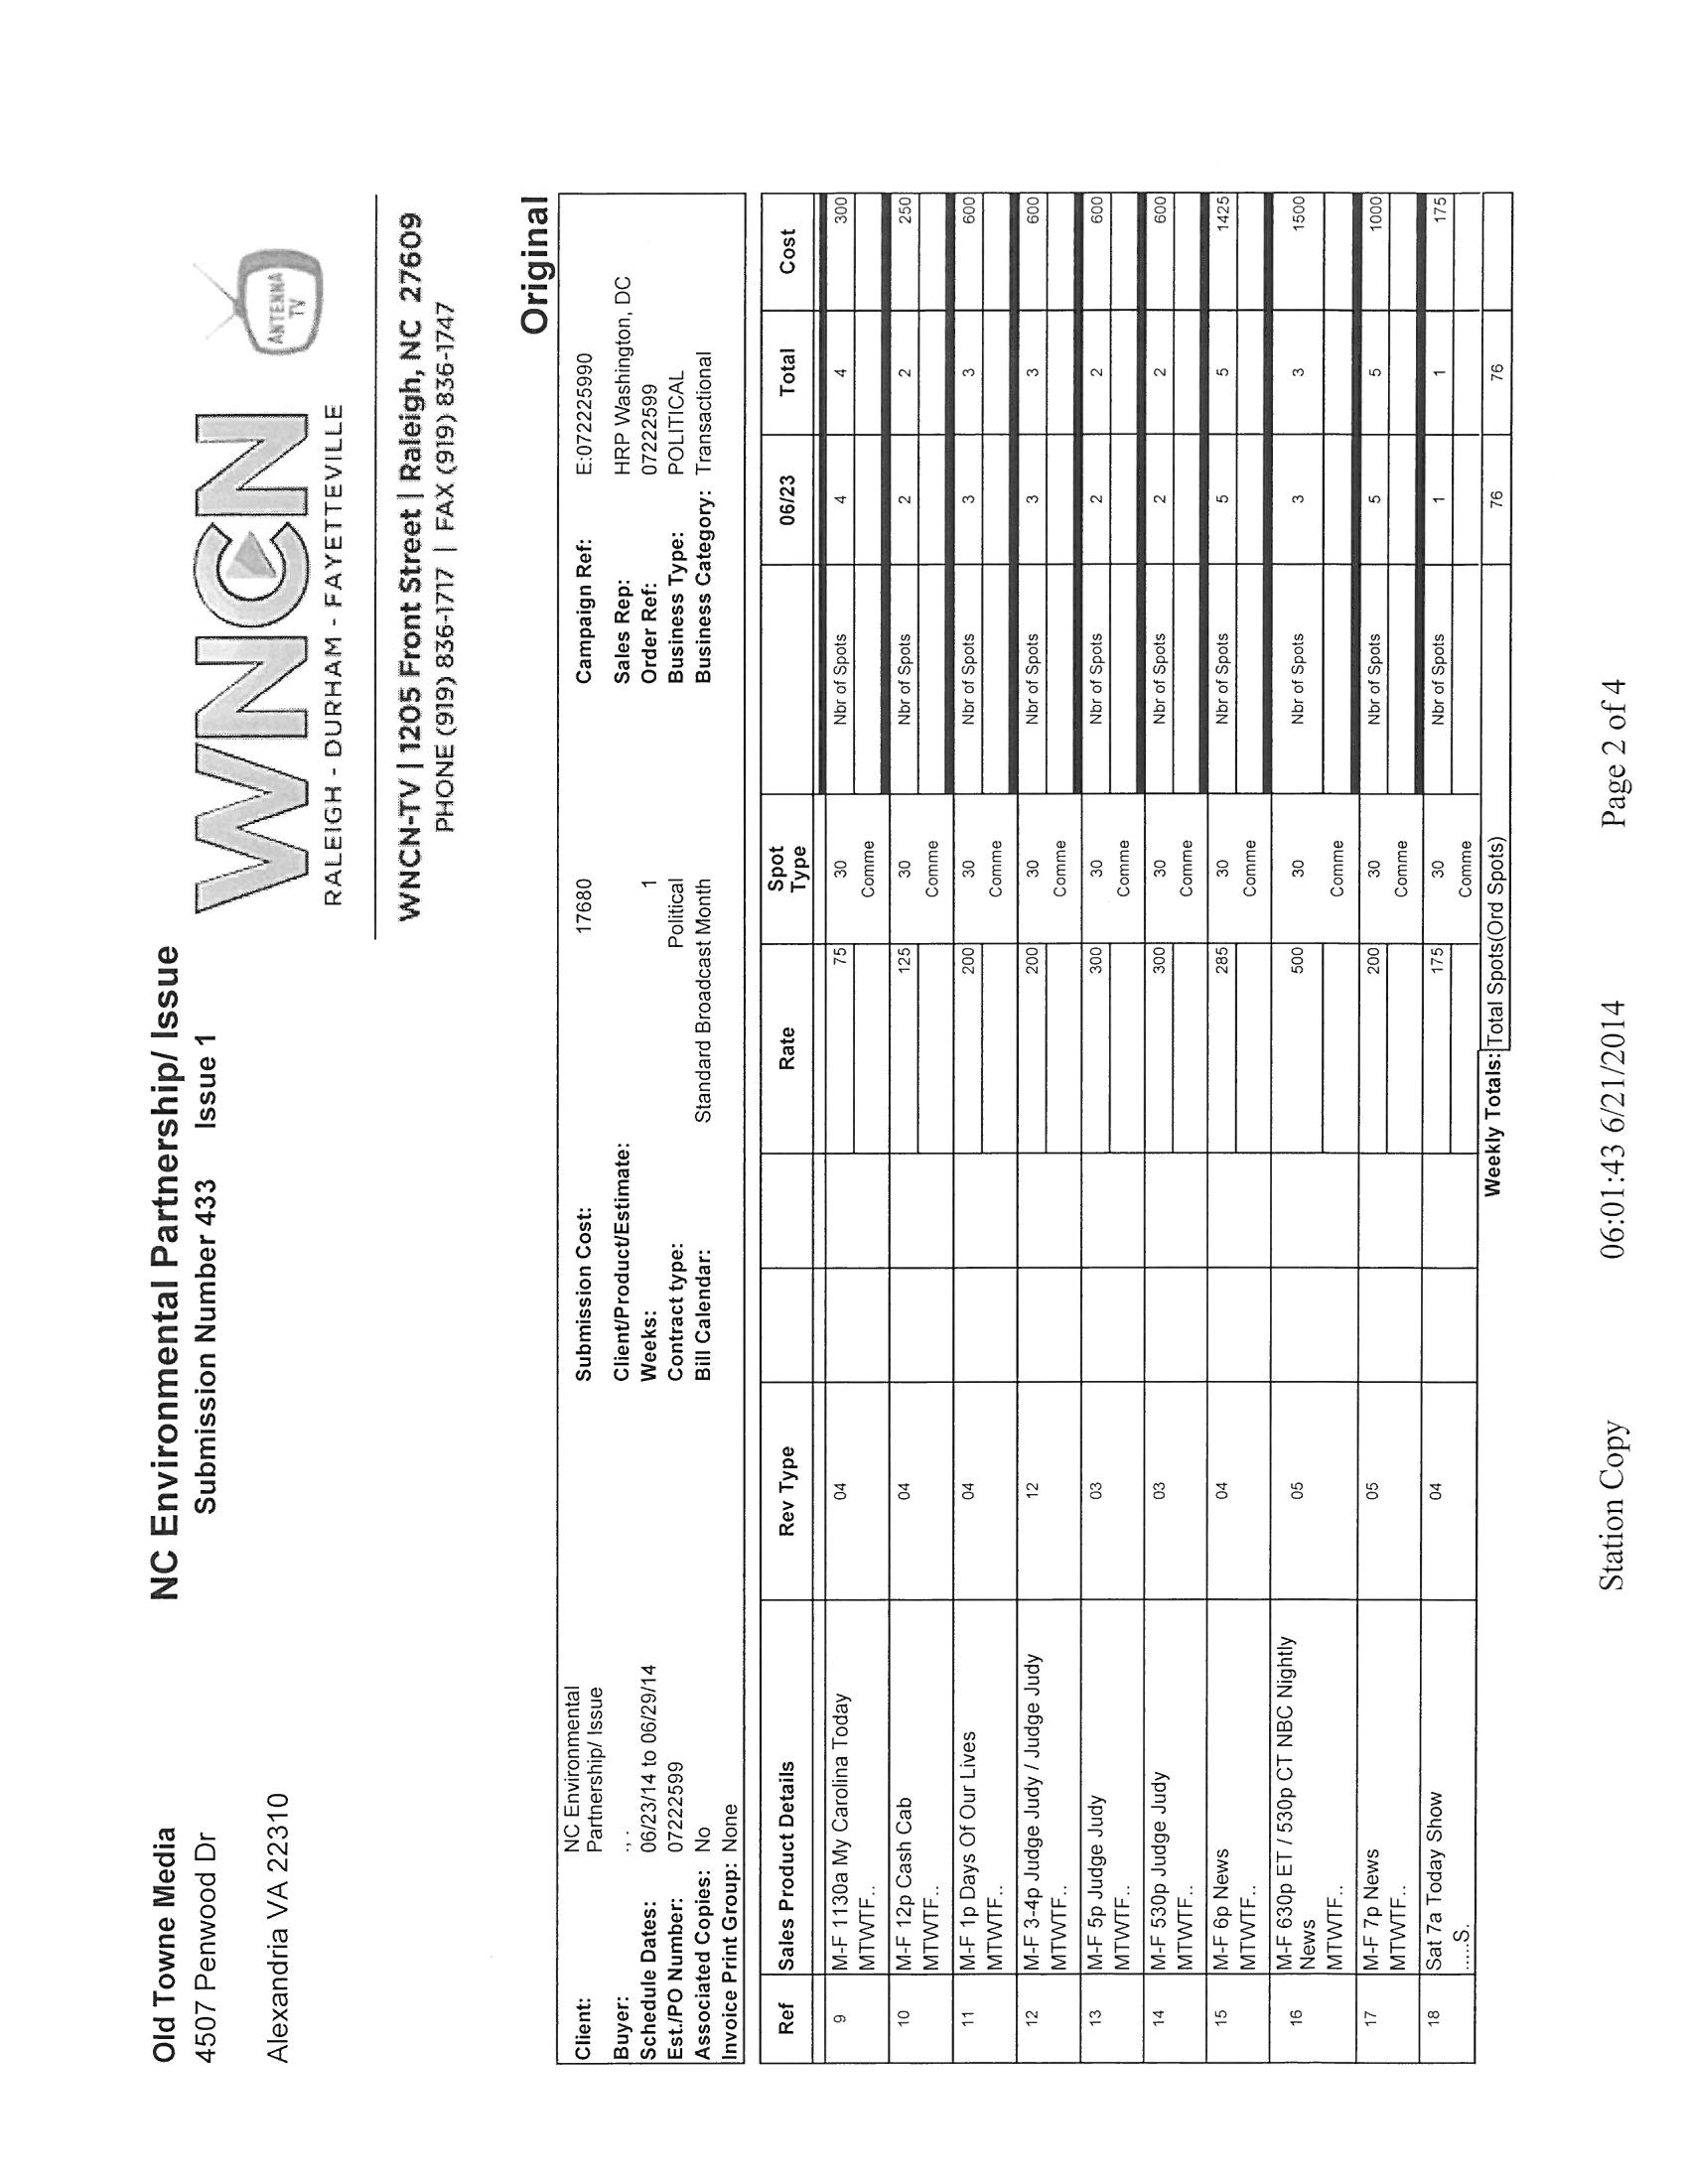 Old Towne Media
4507 Penwood Dr
Alexandria VA 22310
NC Environmental Partnership/ Issue
Submission Number 433 Issue 1
WNCN
ANTENNA
TV
RALEIGH - DURHAM - FAYETTEVILLE
WNCN-TV | 1205 Front Street | Raleigh, NC 27609
PHONE (919) 836-1717 | FAX (919) 836-1747
Original
Client: NC Environmental Submission Cost: 17680 Campaign Ref: E:072225990
Partnership/ Issue
Buyer: ., . Client/Product/Estimate: Sales Rep: HRP Washington, DC
Schedule Dates: 06/23/14 to 06/29/14 Weeks: 1 Order Ref: 07222599
Est./PO Number: 07222599 Contract type: Political Business Type: POLITICAL
Associated Copies: No Bill Calendar: Standard Broadcast Month Business Category: Transactional
Invoice Print Group: None
Ref Sales Product Details Rev Type Rate Spot Type 06/23 Total Cost
9 M-F 1130a My Carolina Today 04 75 30 Nbr of Spots 4 4 300
MTWTF.. Comme
10 M-F 12p Cash Cab 04 125 30 Nbr of Spots 2 2 250
MTWTF.. Comme
11 M-F 1p Days Of Our Lives 04 200 30 Nbr of Spots 3 3 600
MTWTF.. Comme
12 M-F 3-4p Judge Judy / Judge Judy 12 200 30 Nbr of Spots 3 3 600
MTWTF.. Comme
13 M-F 5p Judge Judy 03 300 30 Nbr of Spots 2 2 600
MTWTF.. Comme
14 M-F 530p Judge Judy 03 300 30 Nbr of Spots 2 2 600
MTWTF.. Comme
15 M-F 6p News 04 285 30 Nbr of Spots 5 5 1425
MTWTF.. Comme
16 M-F 630p ET / 530p CT NBC Nightly 05 500 30 Nbr of Spots 3 3 1500
News
MTWTF.. Comme
17 M-F 7p News 05 200 30 Nbr of Spots 5 5 1000
MTWTF.. Comme
18 Sat 7a Today Show 04 175 30 Nbr of Spots 1 1 175
.....S. Comme
Weekly Totals: Total Spots(Ord Spots) 76 76
Station Copy 06:01:43 6/21/2014 Page 2 of 4